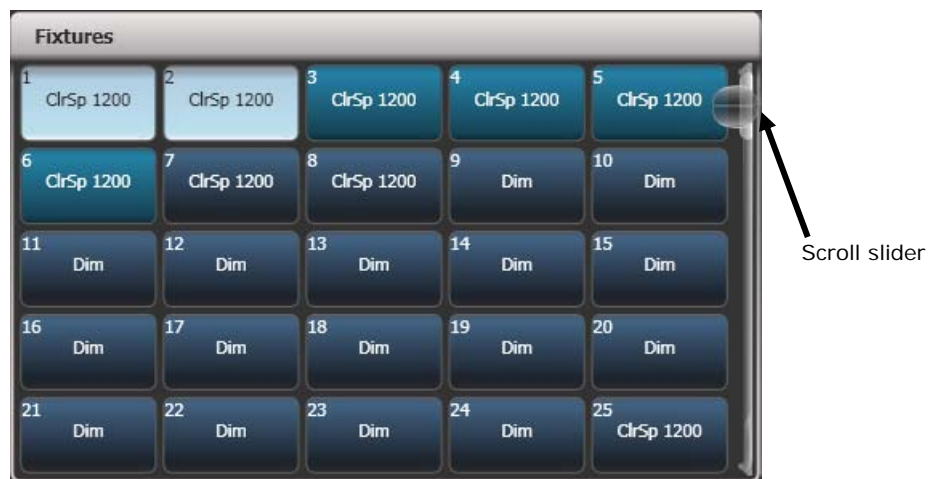 Fixtures
1 2 3 4 5
ClrSp 1200 ClrSp 1200 ClrSp 1200 ClrSp 1200 ClrSp 1200
6 7 8 9 10
ClrSp 1200 ClrSp 1200 ClrSp 1200 Dim Dim
11 12 13 14 15
Dim Dim Dim Dim Dim
Scroll slider
16 17 18 19 20
Dim Dim Dim Dim Dim
21 22 23 24 25
Dim Dim Dim Dim ClrSp 1200